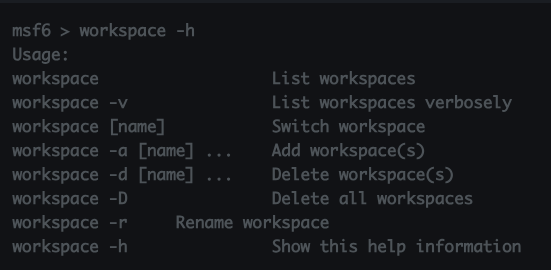 msf6 > workspace -h
Usage:
workspace                  List workspaces
workspace -v               List workspaces verbosely
workspace [name]           Switch workspace
workspace -a [name] ...    Add workspace(s)
workspace -d [name] ...    Delete workspace(s)
workspace -D               Delete all workspaces
workspace -r     Rename workspace
workspace -h               Show this help information